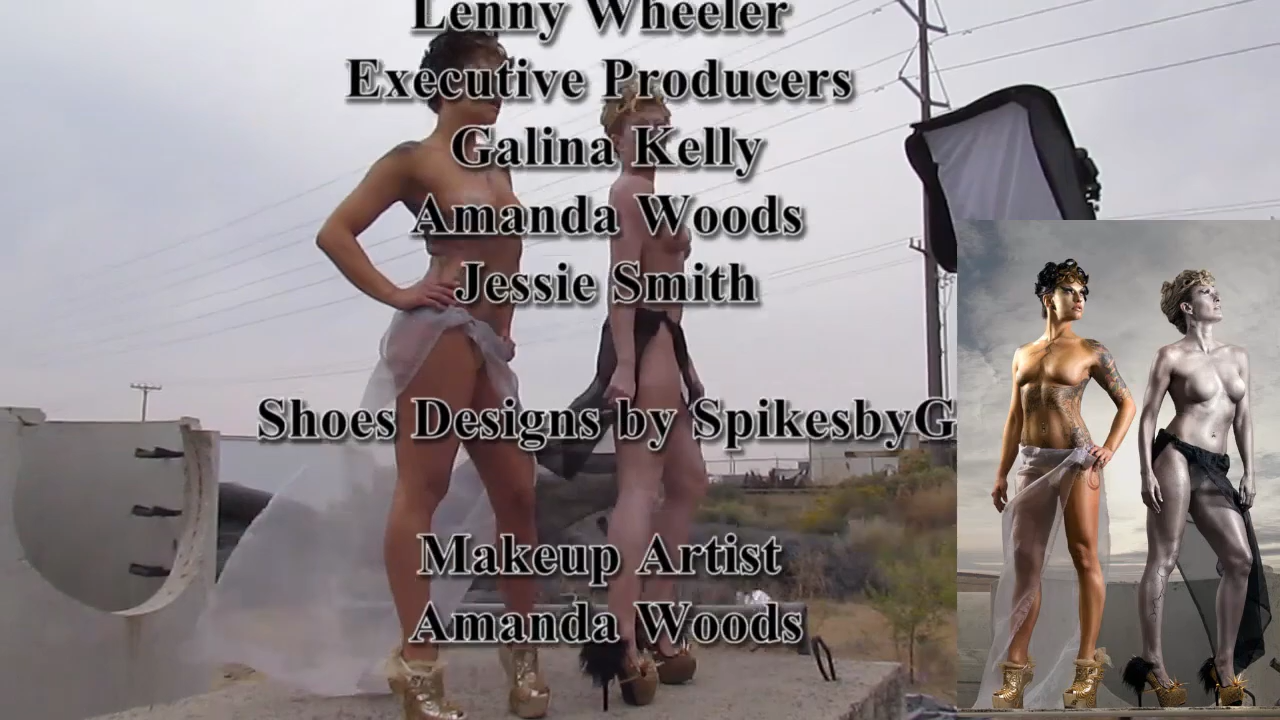 Lenny Wheeler
Executive Producers
Galina Kelly
Amanda Woods
Jessie Smith
Shoes Designs by SpikesbyG
Makeup Artist
Amanda Woods